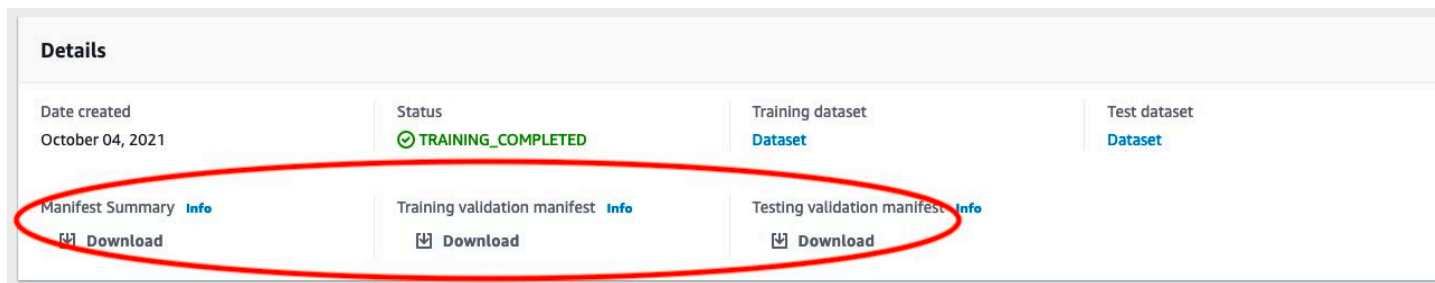 Details
Date created
Status
Training dataset
Test dataset
October 04, 2021
TRAINING_COMPLETED
Dataset
Dataset
Manifest Summary Info
Training validation manifest Info
Testing validation manifest Info
Download
Download
Download